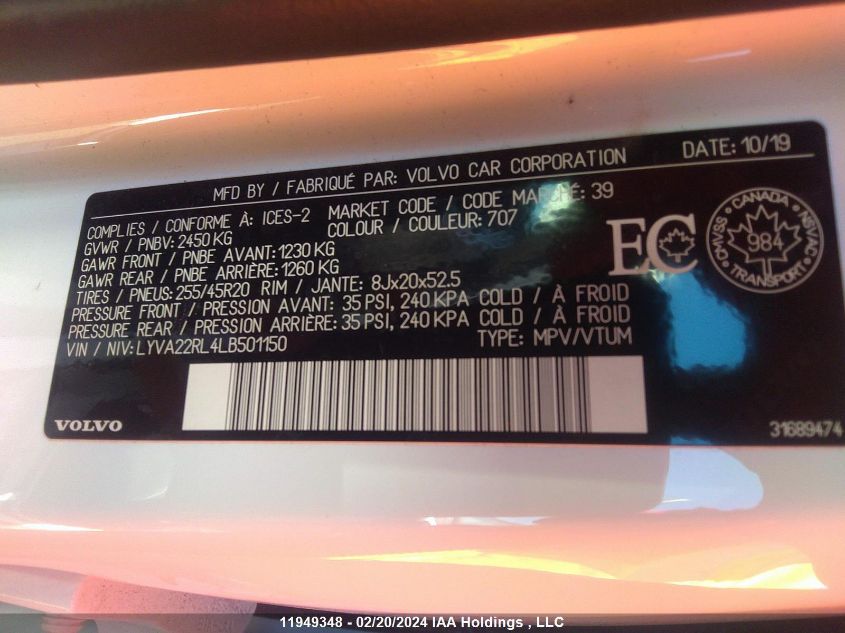 MFD BY / FABRIQUÉ PAR: VOLVO CAR CORPORATION DATE: 10/19
COMPLIES / CONFORME À: ICES-2 MARKET CODE / CODE MARCHÉ: 39
GVWR / PNBV: 2450 KG COLOUR / COULEUR: 707
GAWR FRONT / PNBE AVANT: 1230 KG
GAWR REAR / PNBE ARRIÈRE: 1260 KG
TIRES / PNEUS: 255/45R20 RIM / JANTE: 8Jx20x52.5
PRESSURE FRONT / PRESSION AVANT: 35 PSI, 240 KPA COLD / À FROID
PRESSURE REAR / PRESSION ARRIÈRE: 35 PSI, 240 KPA COLD / À FROID
VIN / NIV: LYVA22RL4LB501150 TYPE: MPV/VTUM
EC
CANADA
CMVSS
NSVAC
984
TRANSPORT
VOLVO
31689474
11949348 - 02/20/2024 IAA Holdings , LLC